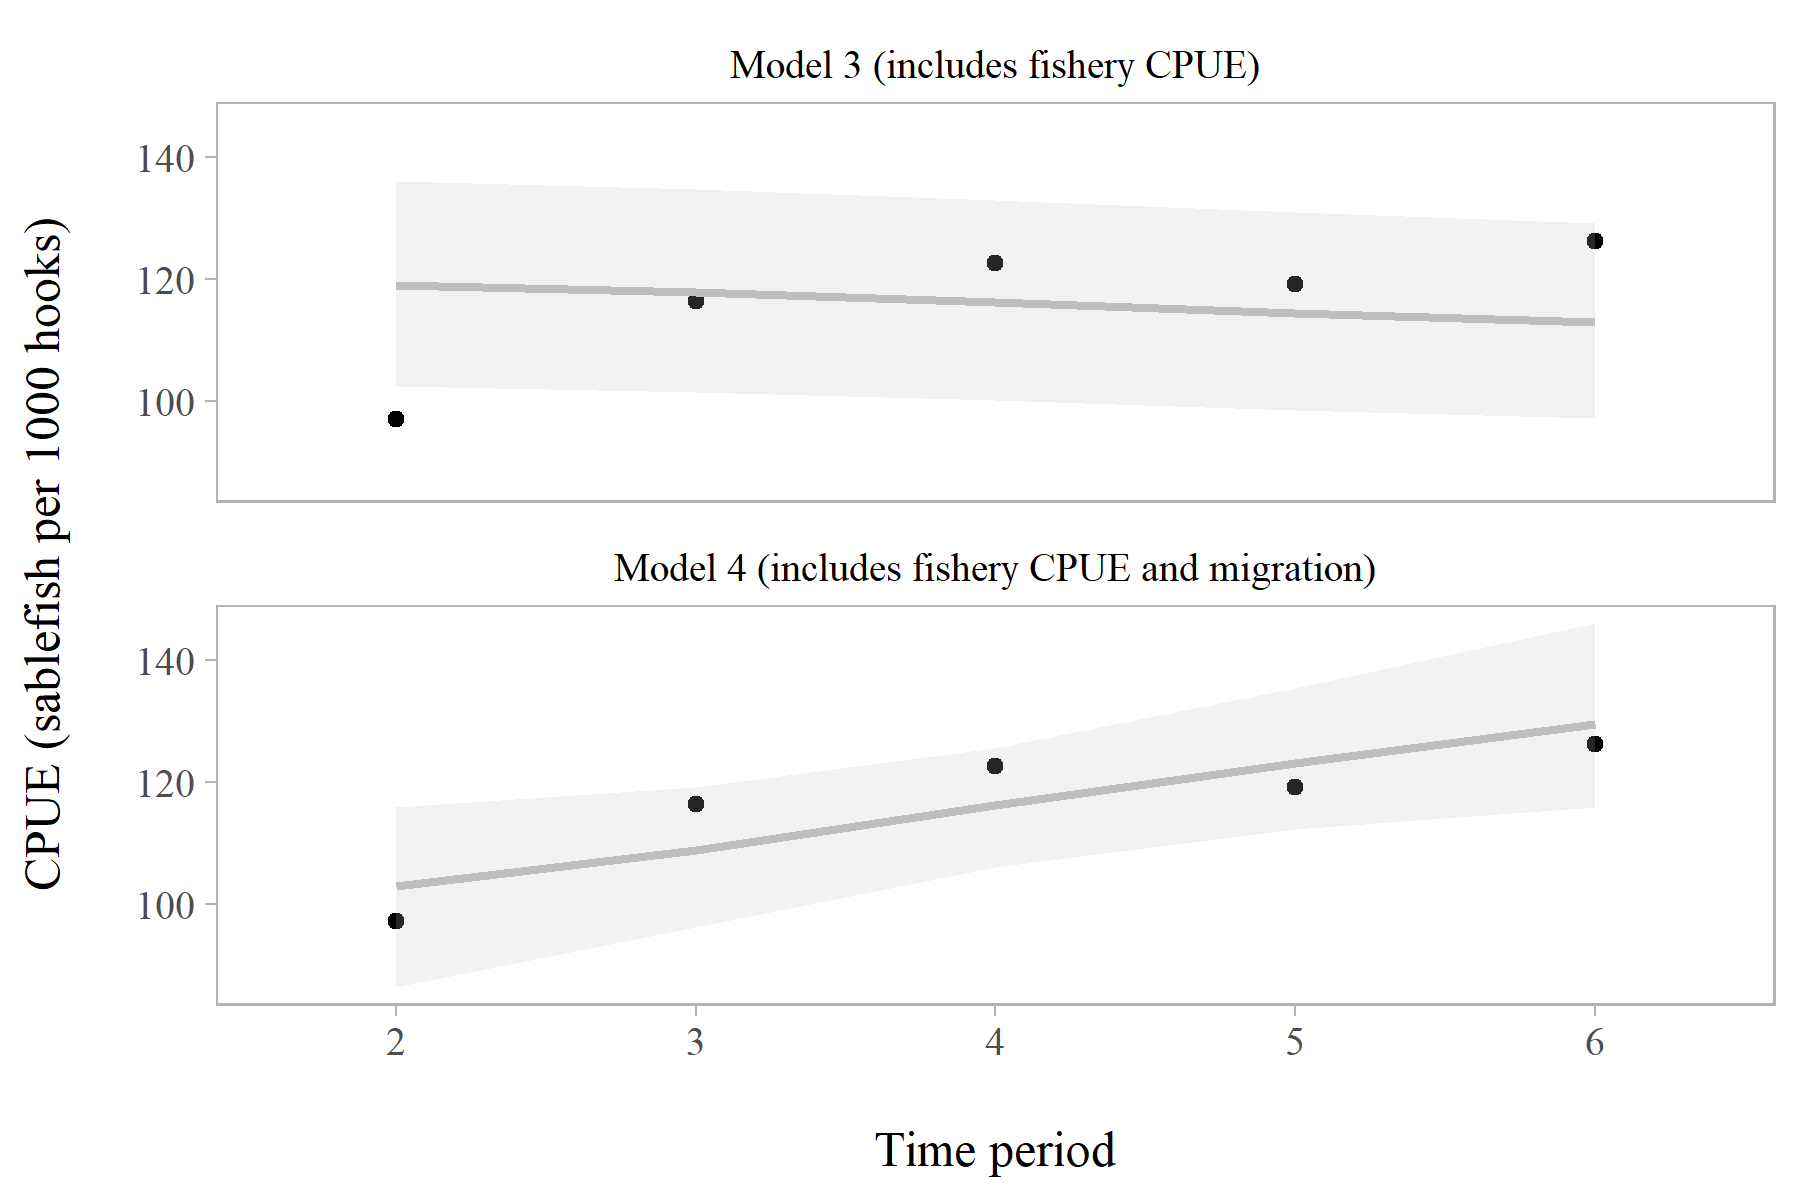 Model 3 (includes fishery CPUE)
140
120
100
CPUE (sablefish per 1000 hooks)
Model 4 (includes fishery CPUE and migration)
140
120
100
2 3 4 5 6
Time period